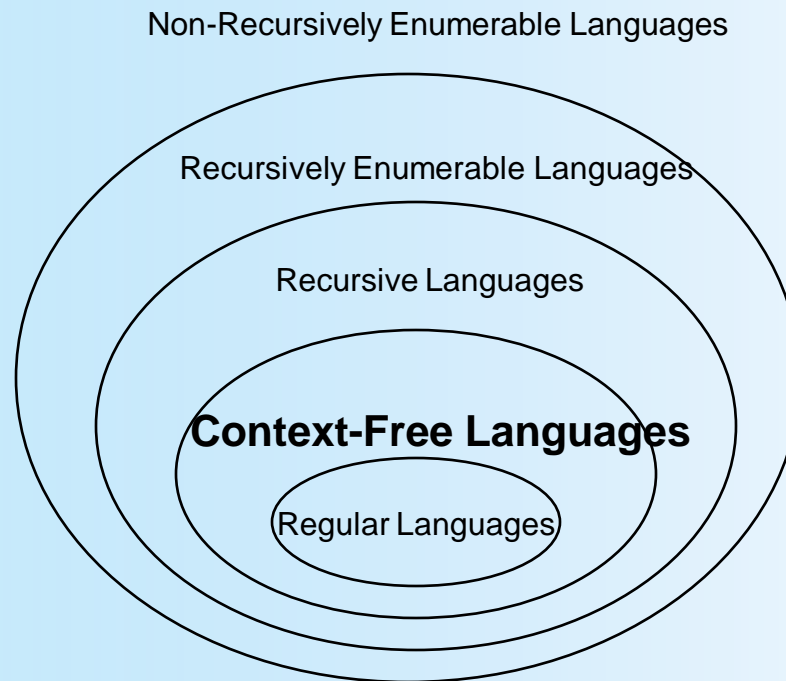 Non-Recursively Enumerable Languages
Recursively Enumerable Languages
Recursive Languages
Context-Free Languages
Regular Languages